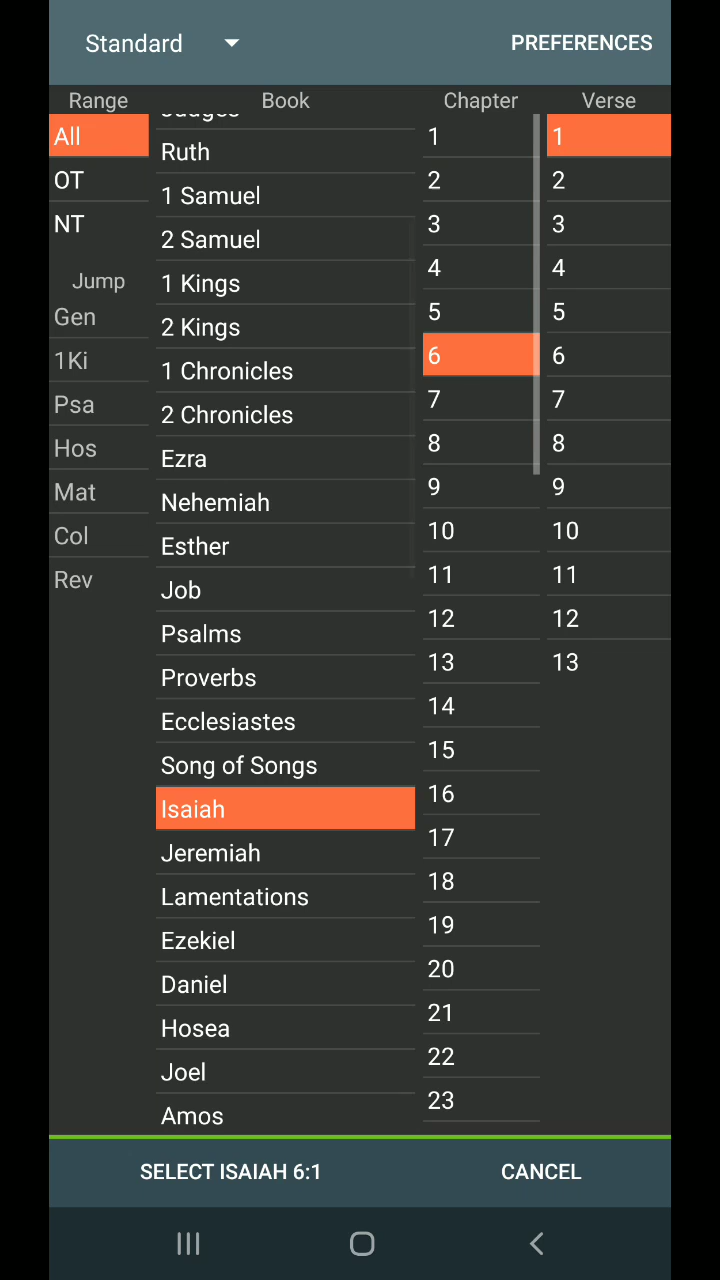 Standard
PREFERENCES
Range
Book
Chapter
Verse
All
OT
NT
Jump
Gen
1Ki
Psa
Hos
Mat
Col
Rev
Judges
Ruth
1 Samuel
2 Samuel
1 Kings
2 Kings
1 Chronicles
2 Chronicles
Ezra
Nehemiah
Esther
Job
Psalms
Proverbs
Ecclesiastes
Song of Songs
Isaiah
Jeremiah
Lamentations
Ezekiel
Daniel
Hosea
Joel
Amos
1
2
3
4
5
6
7
8
9
10
11
12
13
14
15
16
17
18
19
20
21
22
23
1
2
3
4
5
6
7
8
9
10
11
12
13
SELECT ISAIAH 6:1
CANCEL